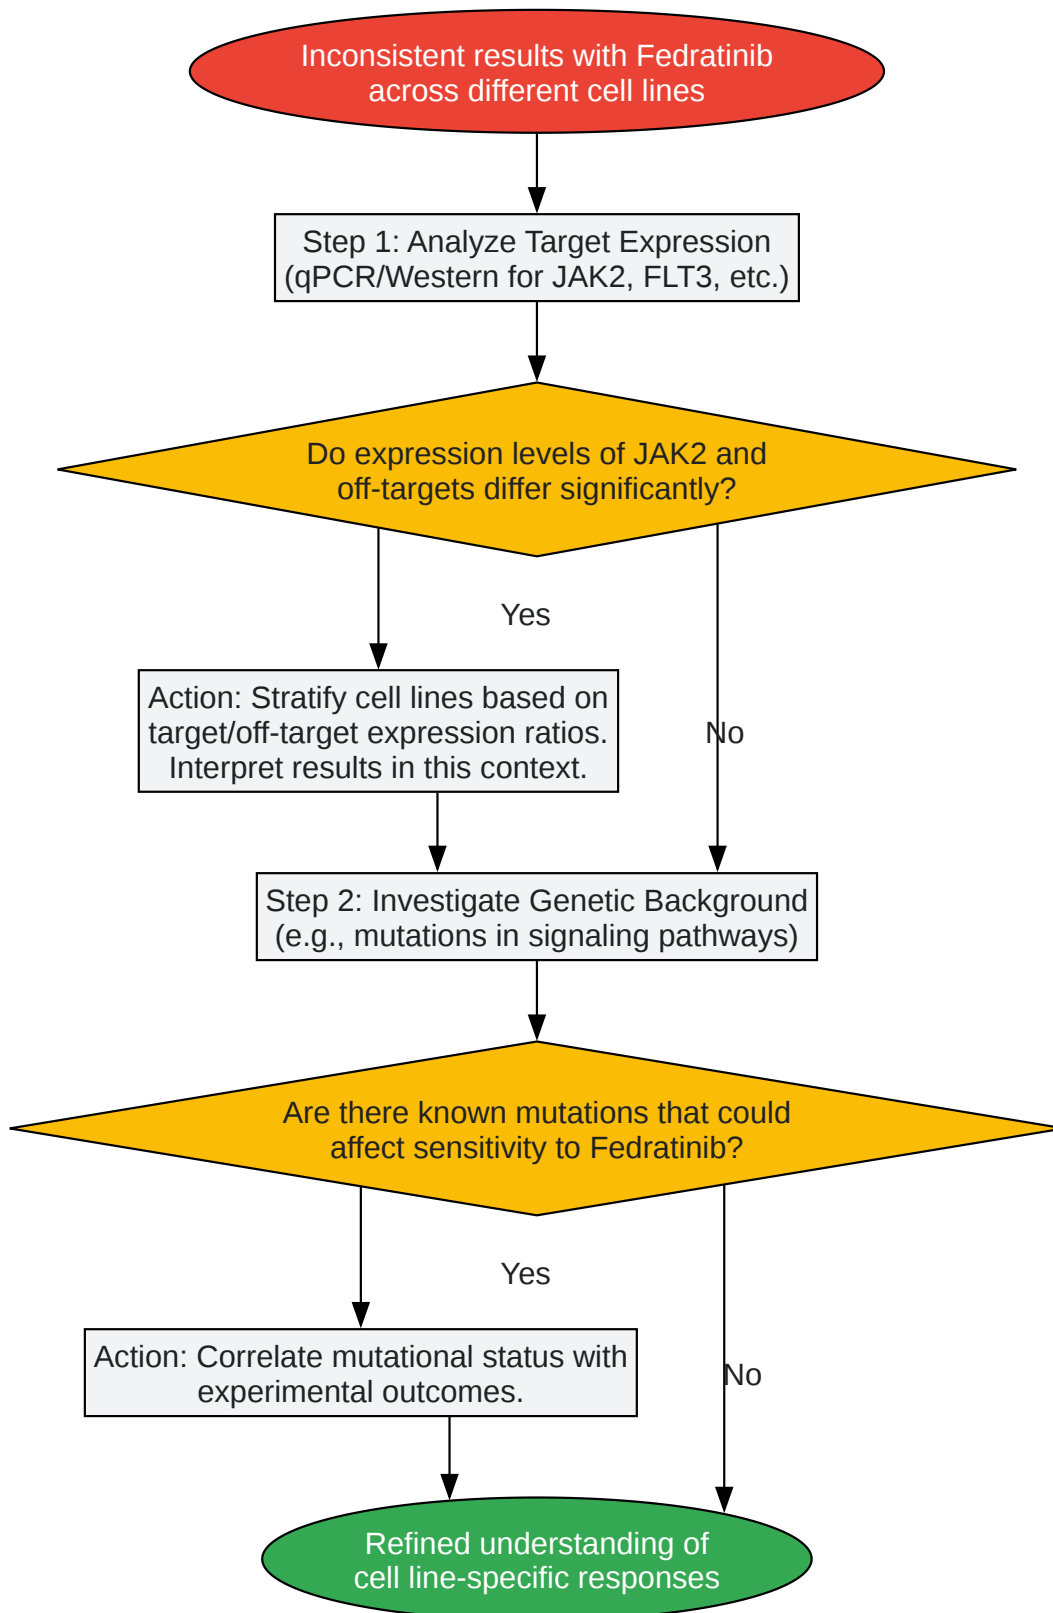 Inconsistent results with Fedratinib
across different cell lines
Step 1: Analyze Target Expression
(qPCR/Western for JAK2, FLT3, etc.)
Do expression levels of JAK2 and
off-targets differ significantly?
Yes
Action: Stratify cell lines based on
target/off-target expression ratios.
Interpret results in this context.
No
Step 2: Investigate Genetic Background
(e.g., mutations in signaling pathways)
Are there known mutations that could
affect sensitivity to Fedratinib?
Yes
Action: Correlate mutational status with
experimental outcomes.
No
Refined understanding of
cell line-specific responses